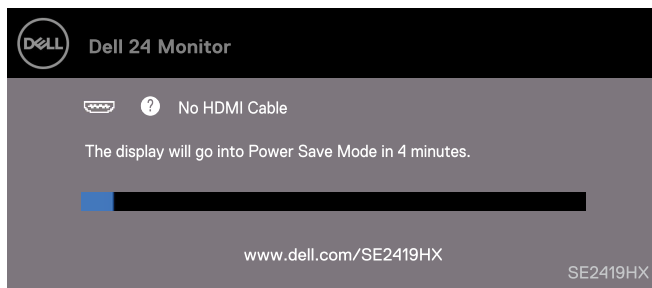 DELL
Dell 24 Monitor
? No HDMI Cable
The display will go into Power Save Mode in 4 minutes.
www.dell.com/SE2419HX
SE2419HX